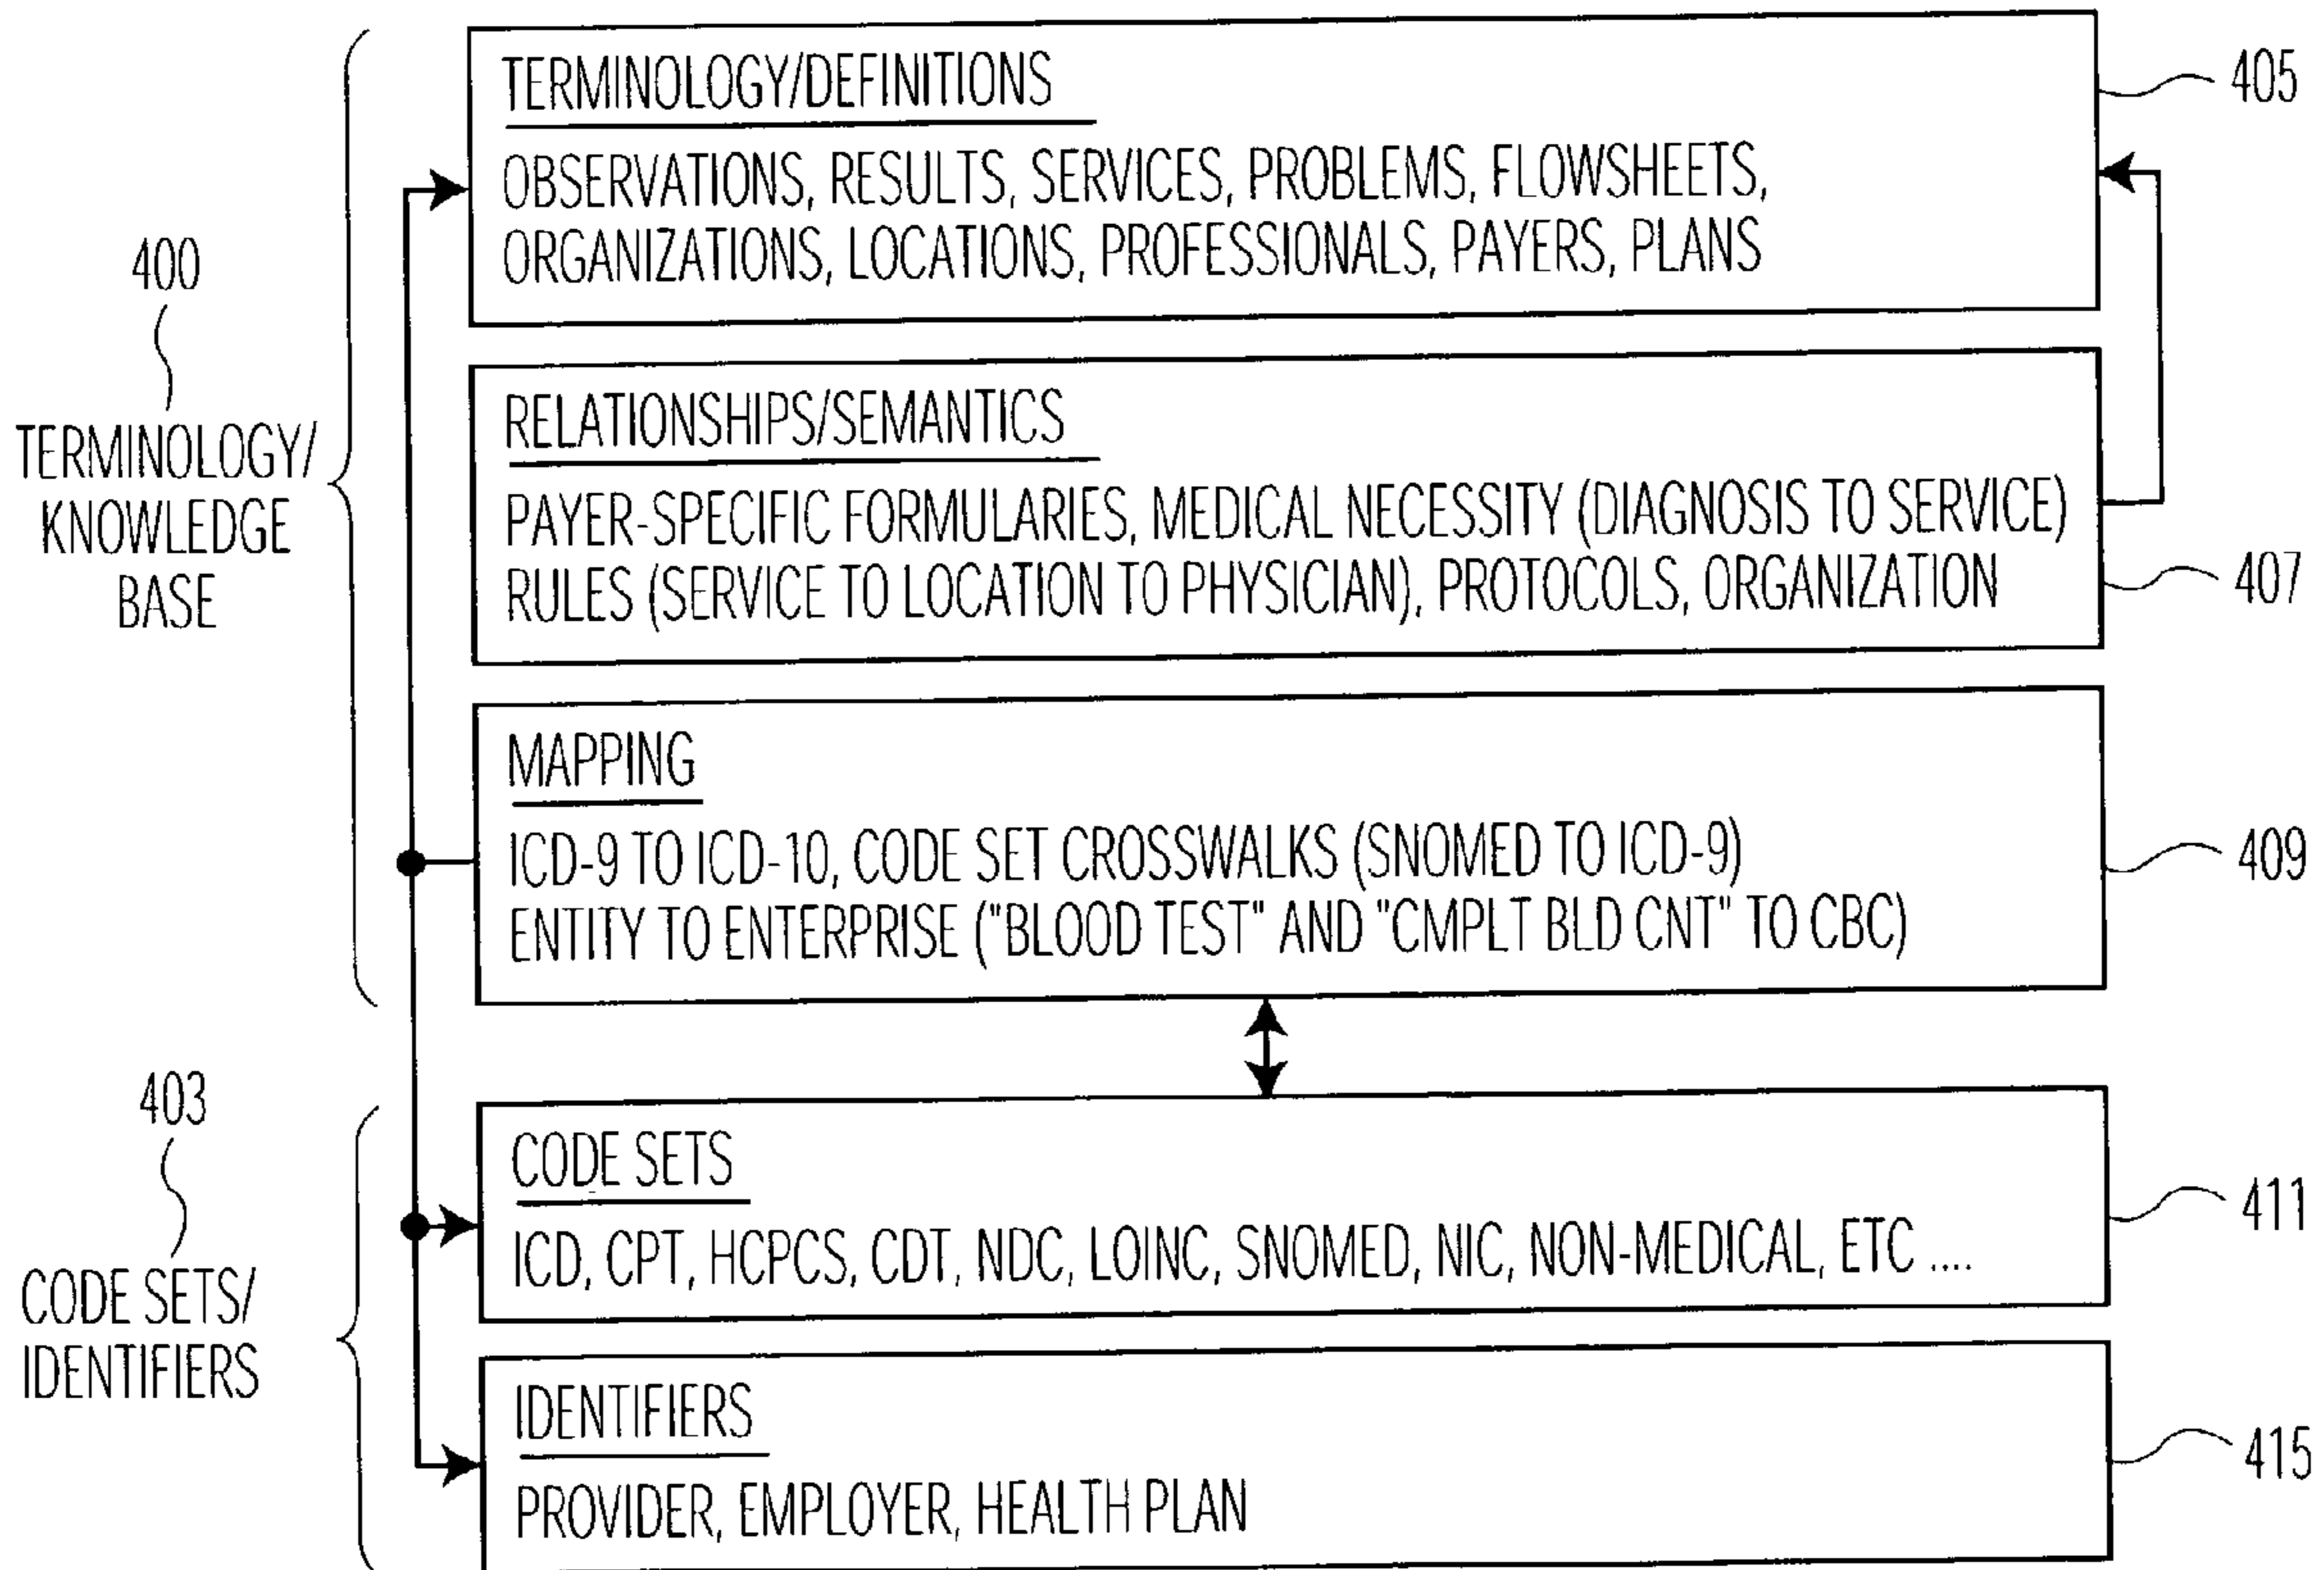 TERMINOLOGY/DEFINITIONS
OBSERVATIONS, RESULTS, SERVICES, PROBLEMS, FLOWSHEETS,
ORGANIZATIONS, LOCATIONS, PROFESSIONALS, PAYERS, PLANS
405
400
TERMINOLOGY/
KNOWLEDGE
BASE
RELATIONSHIPS/SEMANTICS
PAYER-SPECIFIC FORMULARIES, MEDICAL NECESSITY (DIAGNOSIS TO SERVICE)
RULES (SERVICE TO LOCATION TO PHYSICIAN), PROTOCOLS, ORGANIZATION
407
MAPPING
ICD-9 TO ICD-10, CODE SET CROSSWALKS (SNOMED TO ICD-9)
ENTITY TO ENTERPRISE ("BLOOD TEST" AND "CMPLT BLD CNT" TO CBC)
409
403
CODE SETS/
IDENTIFIERS
CODE SETS
ICD, CPT, HCPCS, CDT, NDC, LOINC, SNOMED, NIC, NON-MEDICAL, ETC ....
411
IDENTIFIERS
PROVIDER, EMPLOYER, HEALTH PLAN
415